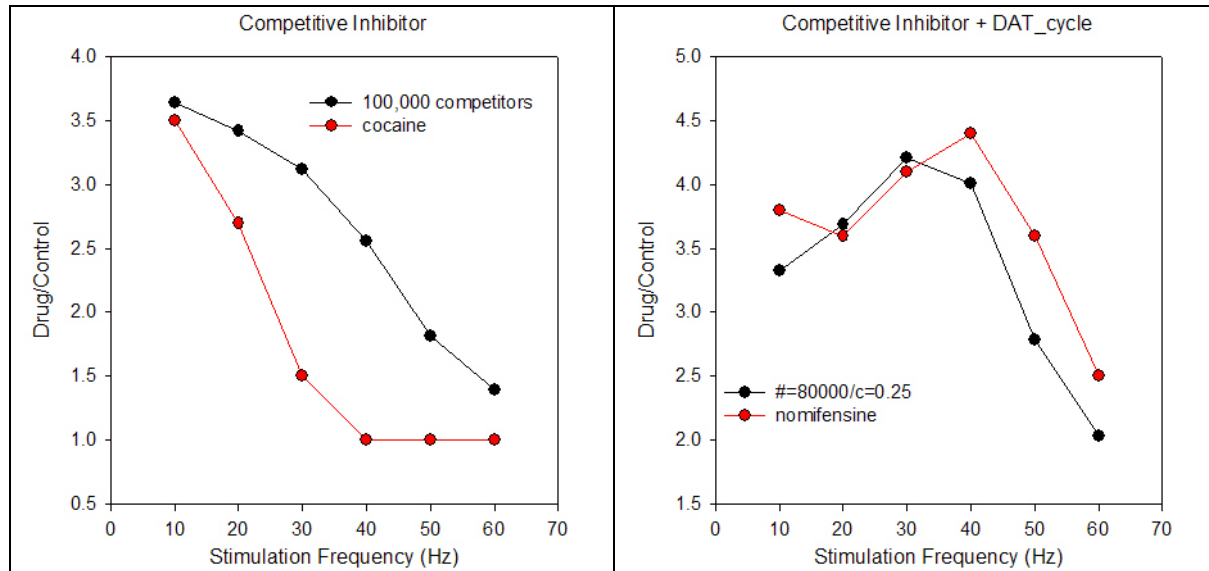 Competitive Inhibitor
4.0
3.5
3.0
2.5
2.0
1.5
1.0
0.5
Drug/Control
100,000 competitors
cocaine
0 10 20 30 40 50 60 70
Stimulation Frequency (Hz)
Competitive Inhibitor + DAT_cycle
5.0
4.5
4.0
3.5
3.0
2.5
2.0
1.5
Drug/Control
#=80000/c=0.25
nomifensine
0 10 20 30 40 50 60 70
Stimulation Frequency (Hz)